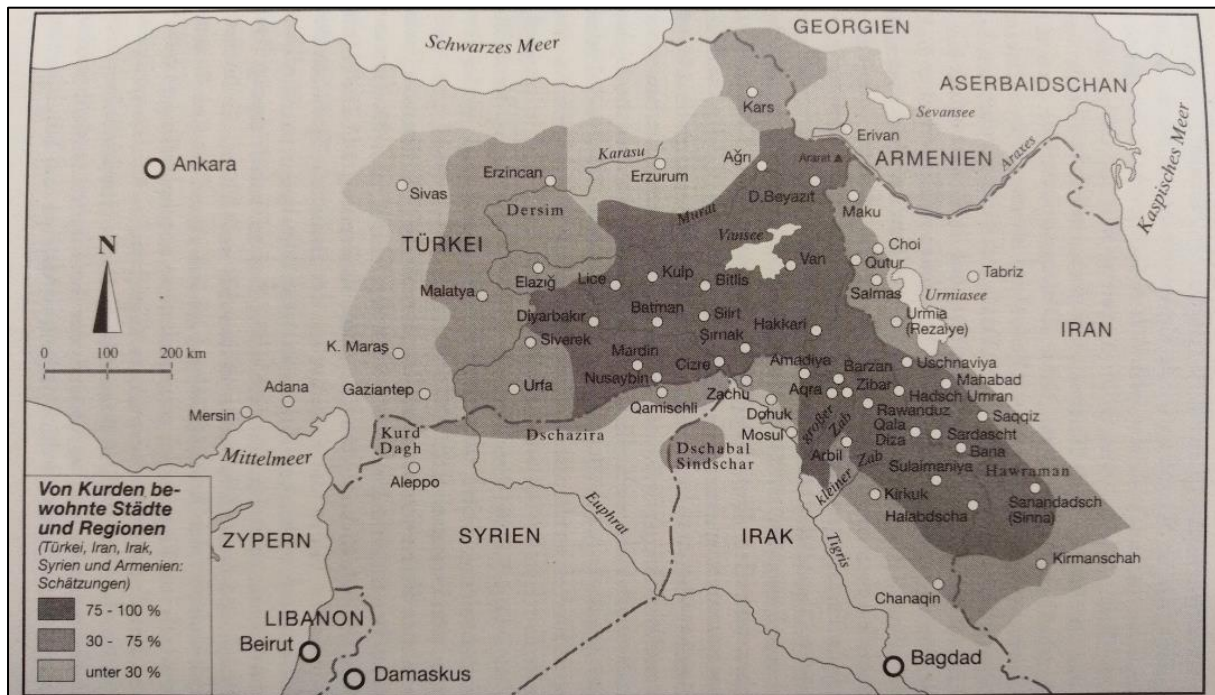 Schwarzes Meer
GEORGIEN
ASERBAIDSCHAN
Kars
Sevansee
Erivan
Kaspisches Meer
Ankara
Karasu
Ağrı
Ararat
ARMENIEN
Araxes
Erzincan
Erzurum
Sivas
D.Beyazıt
Dersim
Maku
Murat
Vansee
N
TÜRKEI
Choi
Van
Qutur
Tabriz
Elazığ
Lice
Kulp
Bitlis
Salmas
Urmiasee
Malatya
Diyarbakır
Batman
Siirt
Urmia
(Rezaiye)
IRAN
Hakkari
Şırnak
0 100 200 km
K. Maraş
Siverek
Mardin
Cizre
Amadiya
Barzan
Uschnaviya
Nusaybin
Zibar
Mahabad
Adana
Gaziantep
Urfa
Aqra
Hadsch Umran
Qamischli
Zachu
Rawanduz
Mersin
Dohuk
großer Zab
Saqqiz
Kurd
Dagh
Dschazira
Mosul
Qala
Diza
Sardascht
Mittelmeer
Dschabal
Sindschar
Arbil
kleiner Zab
Bana
Aleppo
Sulaimaniya
Hawraman
Kirkuk
Sanandadsch
(Sinna)
Halabdscha
Euphrat
ZYPERN
SYRIEN
IRAK
Tigris
Kirmanschah
Chanaqin
LIBANON
Beirut
Damaskus
Bagdad
Von Kurden be-
wohnte Städte
und Regionen
(Türkei, Iran, Irak,
Syrien und Armenien:
Schätzungen)
75 - 100 %
30 - 75 %
unter 30 %